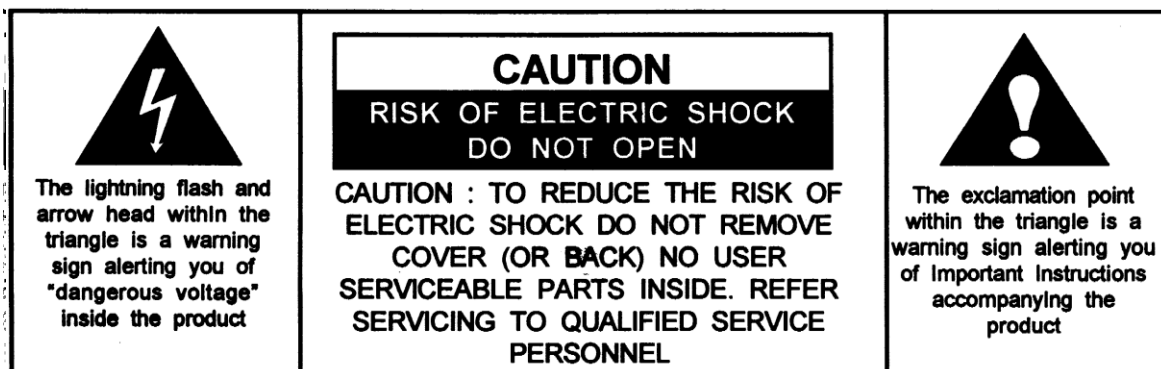 The lightning flash and
arrow head within the
triangle is a warning
sign alerting you of
"dangerous voltage"
inside the product
CAUTION
RISK OF ELECTRIC SHOCK
DO NOT OPEN
CAUTION : TO REDUCE THE RISK OF
ELECTRIC SHOCK DO NOT REMOVE
COVER (OR BACK) NO USER
SERVICEABLE PARTS INSIDE. REFER
SERVICING TO QUALIFIED SERVICE
PERSONNEL
The exclamation point
within the triangle is a
warning sign alerting you
of Important Instructions
accompanying the
product